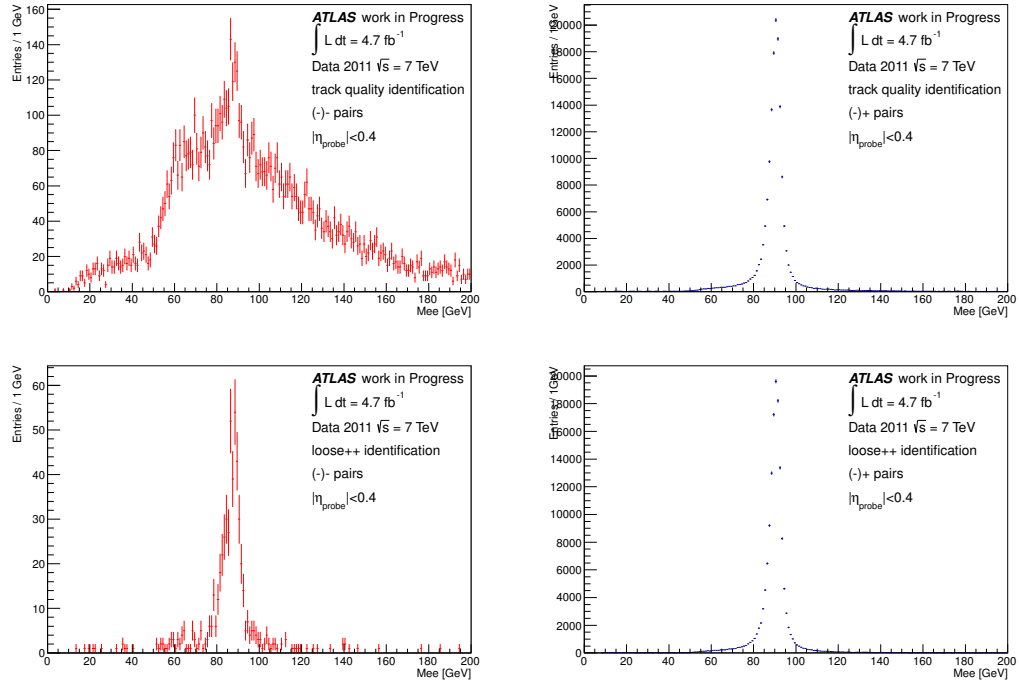 Entries / 1 GeV
160
140
120
100
80
60
40
20
0
0 20 40 60 80 100 120 140 160 180 200
Mee [GeV]
ATLAS work in Progress
∫ L dt = 4.7 fb⁻¹
Data 2011 √s = 7 TeV
track quality identification
(-)- pairs
|η_probe|<0.4
Entries / 1 GeV
20000
18000
16000
14000
12000
10000
8000
6000
4000
2000
0
0 20 40 60 80 100 120 140 160 180 200
Mee [GeV]
ATLAS work in Progress
∫ L dt = 4.7 fb⁻¹
Data 2011 √s = 7 TeV
track quality identification
(-)+ pairs
|η_probe|<0.4
Entries / 1 GeV
60
50
40
30
20
10
0
0 20 40 60 80 100 120 140 160 180 200
Mee [GeV]
ATLAS work in Progress
∫ L dt = 4.7 fb⁻¹
Data 2011 √s = 7 TeV
loose++ identification
(-)- pairs
|η_probe|<0.4
Entries / 1GeV
20000
18000
16000
14000
12000
10000
8000
6000
4000
2000
0
0 20 40 60 80 100 120 140 160 180 200
Mee [GeV]
ATLAS work in Progress
∫ L dt = 4.7 fb⁻¹
Data 2011 √s = 7 TeV
loose++ identification
(-)+ pairs
|η_probe|<0.4